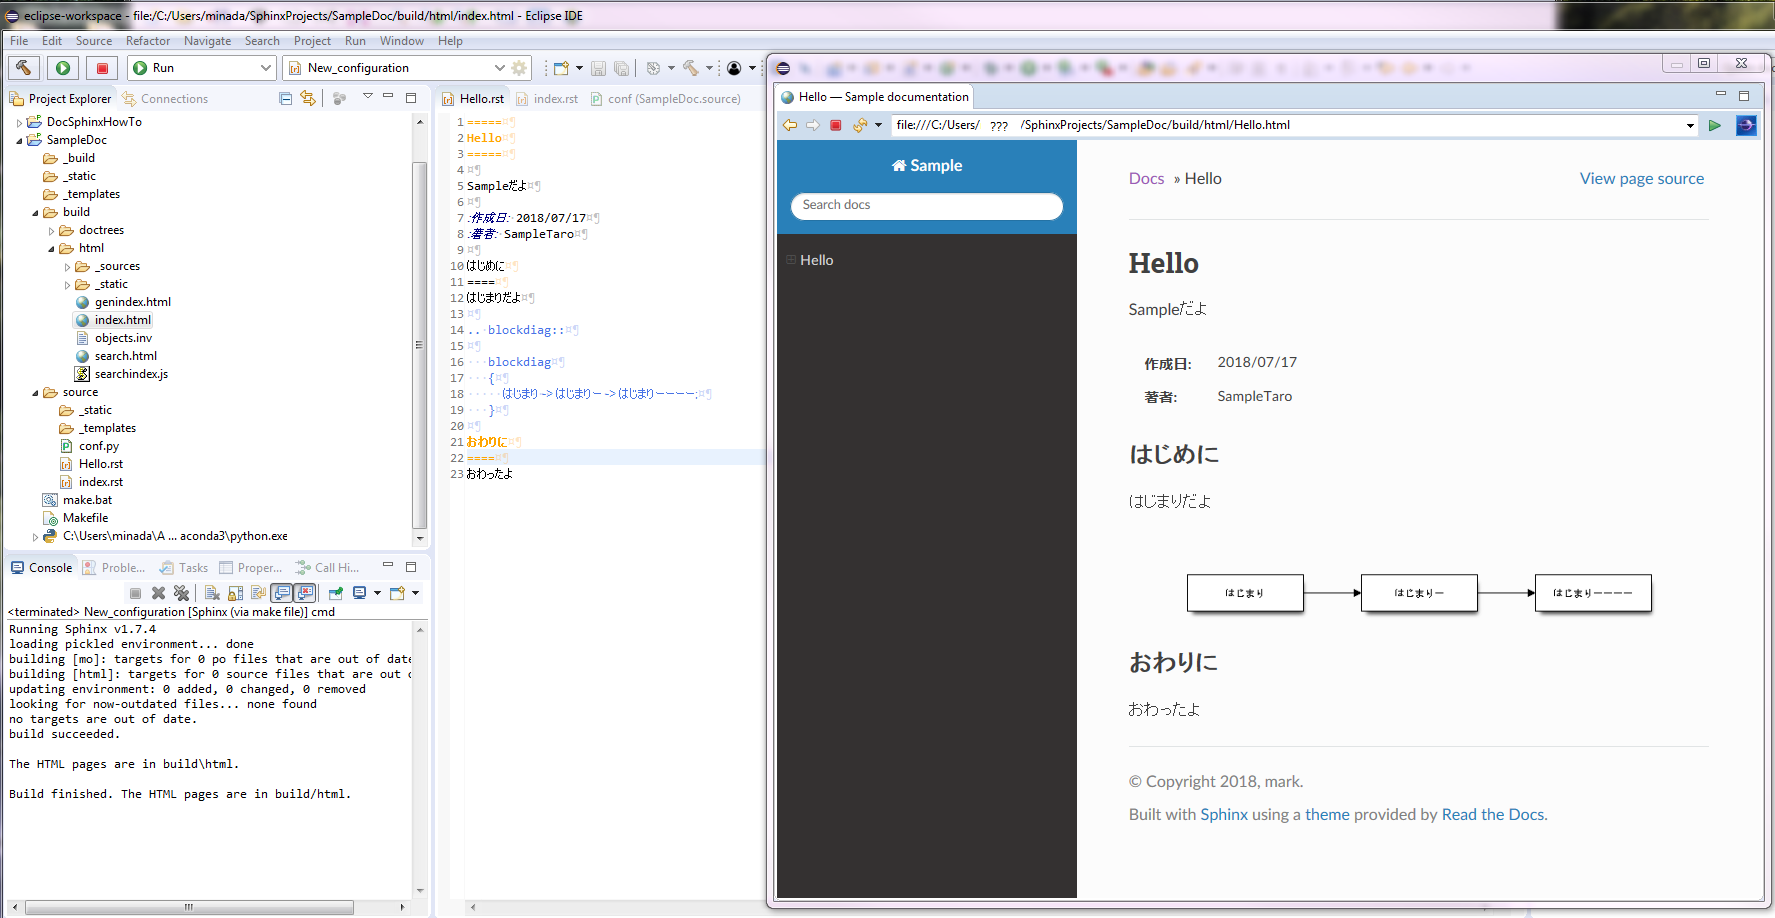 eclipse-workspace - file:/C:/Users/minada/SphinxProjects/SampleDoc/build/html/index.html - Eclipse IDE
File Edit Source Refactor Navigate Search Project Run Window Help
Run
New_configuration
Project Explorer
Connections
DocSphinxHowTo
SampleDoc
_build
_static
_templates
build
doctrees
html
_sources
_static
genindex.html
index.html
objects.inv
search.html
searchindex.js
source
_static
_templates
conf.py
Hello.rst
index.rst
make.bat
Makefile
C:\Users\minada\A ... aconda3\python.exe
Console
Proble...
Tasks
Proper...
Call Hi...
<terminated> New_configuration [Sphinx (via make file)] cmd
Running Sphinx v1.7.4
loading pickled environment... done
building [mo]: targets for 0 po files that are out of date
building [html]: targets for 0 source files that are out o
updating environment: 0 added, 0 changed, 0 removed
looking for now-outdated files... none found
no targets are out of date.
build succeeded.
The HTML pages are in build\html.
Build finished. The HTML pages are in build/html.
Hello.rst
index.rst
conf (SampleDoc.source)
1 =====¤¶
2 Hello¤¶
3 =====¤¶
4 ¤¶
5 Sampleだよ¤¶
6 ¤¶
7 :作成日: 2018/07/17¤¶
8 :著者: SampleTaro¤¶
9 ¤¶
10 はじめに¤¶
11 ====¤¶
12 はじまりだよ¤¶
13 ¤¶
14 .. blockdiag::¤¶
15 ¤¶
16 blockdiag¤¶
17 {¤¶
18 はじまり -> はじまりー -> はじまりーーーー;¤¶
19 }¤¶
20 ¤¶
21 おわりに¤¶
22 ====¤¶
23 おわったよ
Hello — Sample documentation
file:///C:/Users/ ??? /SphinxProjects/SampleDoc/build/html/Hello.html
Sample
Search docs
Hello
Docs » Hello
View page source
Hello
Sampleだよ
作成日: 2018/07/17
著者: SampleTaro
はじめに
はじまりだよ
はじまり
はじまりー
はじまりーーーー
おわりに
おわったよ
© Copyright 2018, mark.
Built with Sphinx using a theme provided by Read the Docs.